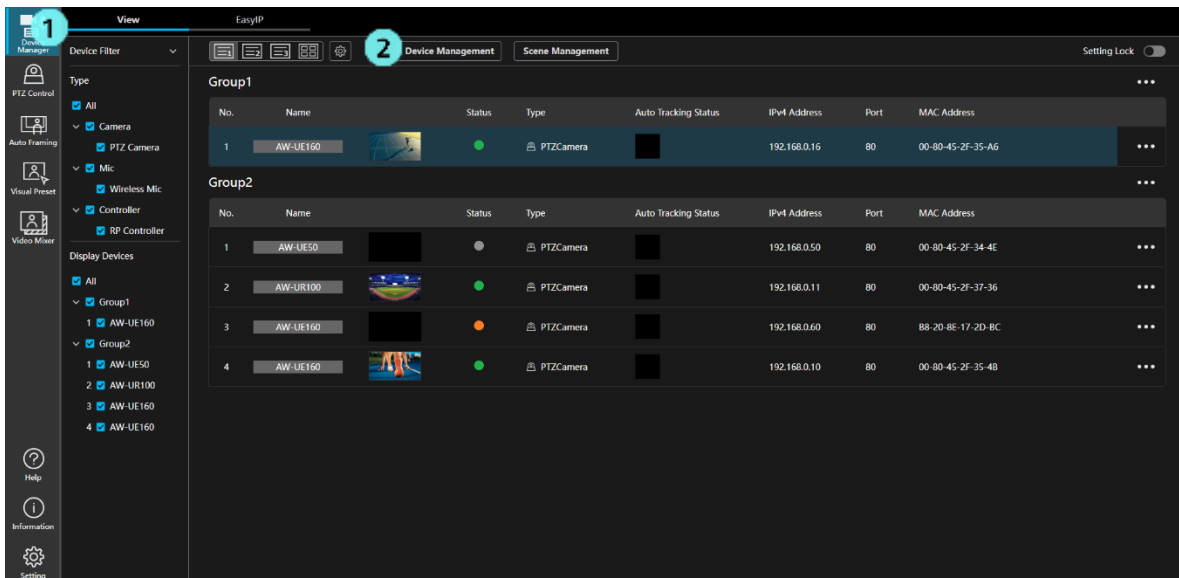 1
View
EasyIP
Device
Manager
Device Filter
1
2
3
2
Device Management
Scene Management
Setting Lock
PTZ Control
Auto Framing
Visual Preset
Video Mixer
Type
All
Camera
PTZ Camera
Mic
Wireless Mic
Controller
RP Controller
Display Devices
All
Group1
1 AW-UE160
Group2
1 AW-UE50
2 AW-UR100
3 AW-UE160
4 AW-UE160
Group1
No. Name Status Type Auto Tracking Status IPv4 Address Port MAC Address
1 AW-UE160 PTZCamera 192.168.0.16 80 00-80-45-2F-35-A6
Group2
No. Name Status Type Auto Tracking Status IPv4 Address Port MAC Address
1 AW-UE50 PTZCamera 192.168.0.50 80 00-80-45-2F-34-4E
2 AW-UR100 PTZCamera 192.168.0.11 80 00-80-45-2F-37-36
3 AW-UE160 PTZCamera 192.168.0.60 80 B8-20-8E-17-2D-BC
4 AW-UE160 PTZCamera 192.168.0.10 80 00-80-45-2F-35-4B
Help
Information
Setting